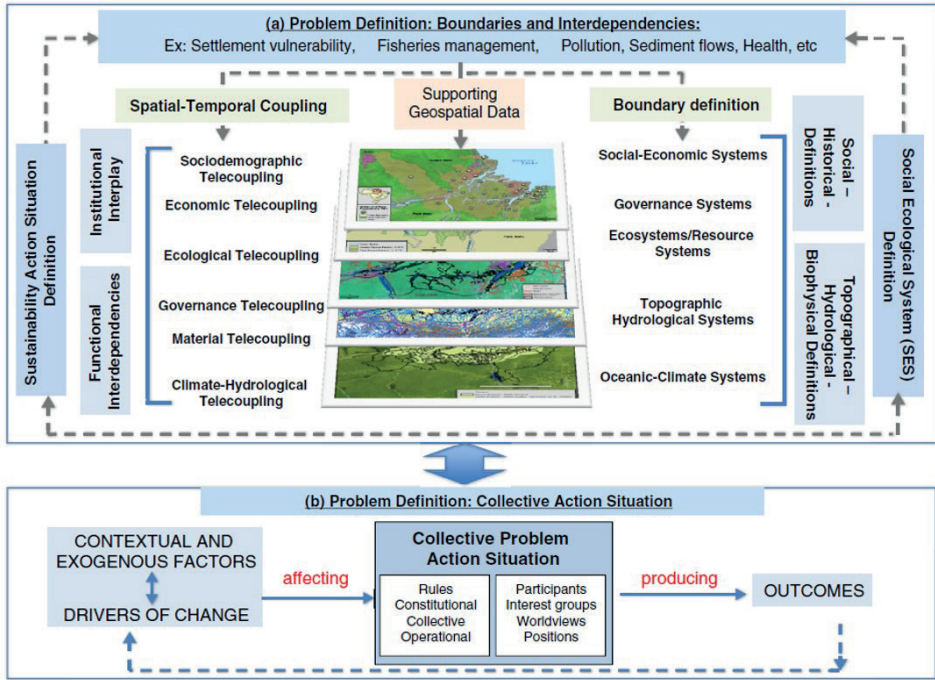 (a) Problem Definition: Boundaries and Interdependencies:
Ex: Settlement vulnerability, Fisheries management, Pollution, Sediment flows, Health, etc
Spatial-Temporal Coupling
Supporting
Geospatial Data
Boundary definition
Sustainability Action Situation
Definition
Institutional
Interplay
Functional
Interdependencies
Sociodemographic
Telecoupling
Economic Telecoupling
Ecological Telecoupling
Governance Telecoupling
Material Telecoupling
Climate-Hydrological
Telecoupling
Social-Economic Systems
Governance Systems
Ecosystems/Resource
Systems
Topographic
Hydrological Systems
Oceanic-Climate Systems
Social –
Historical -
Definitions
Topographical –
Hydrological -
Biophysical Definitions
Social Ecological System (SES)
Definition
(b) Problem Definition: Collective Action Situation
CONTEXTUAL AND
EXOGENOUS FACTORS
DRIVERS OF CHANGE
affecting
Collective Problem
Action Situation
Rules
Constitutional
Collective
Operational
Participants
Interest groups
Worldviews
Positions
producing
OUTCOMES